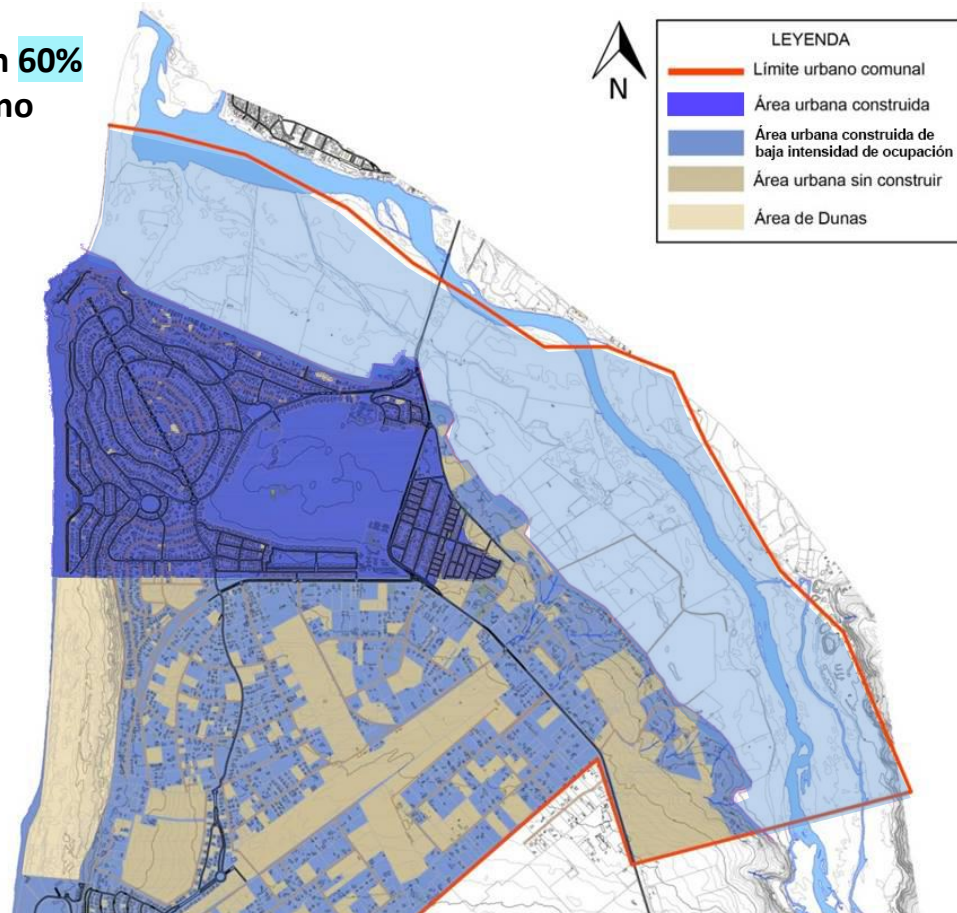 n 60%
no
N
LEYENDA
Límite urbano comunal
Área urbana construida
Área urbana construida de
baja intensidad de ocupación
Área urbana sin construir
Área de Dunas